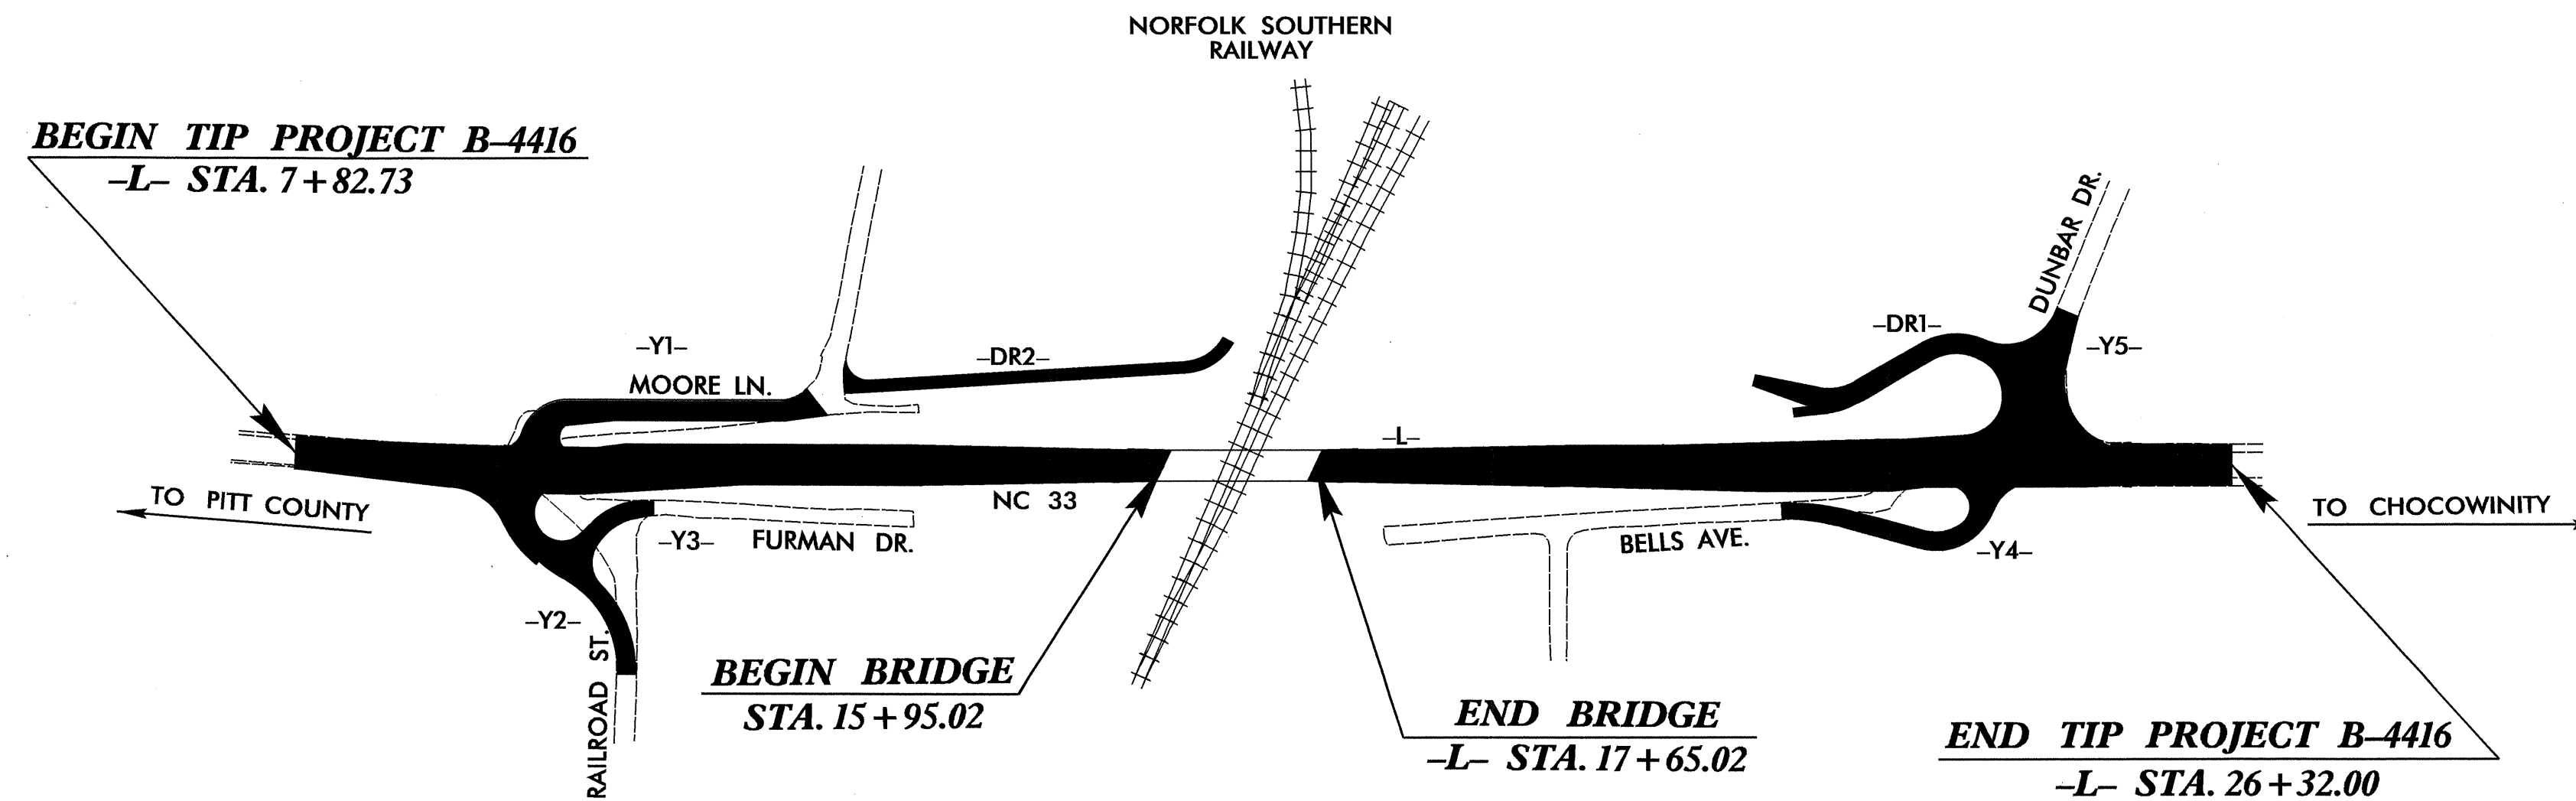 NORFOLK SOUTHERN
RAILWAY
BEGIN TIP PROJECT B–4416
–L– STA. 7+82.73
DUNBAR DR.
–Y1–
–DR2–
–DR1–
–Y5–
MOORE LN.
–L–
TO PITT COUNTY
NC 33
TO CHOCOWINITY
–Y3–
FURMAN DR.
BELLS AVE.
–Y4–
–Y2–
RAILROAD ST.
BEGIN BRIDGE
STA. 15+95.02
END BRIDGE
–L– STA. 17+65.02
END TIP PROJECT B–4416
–L– STA. 26+32.00